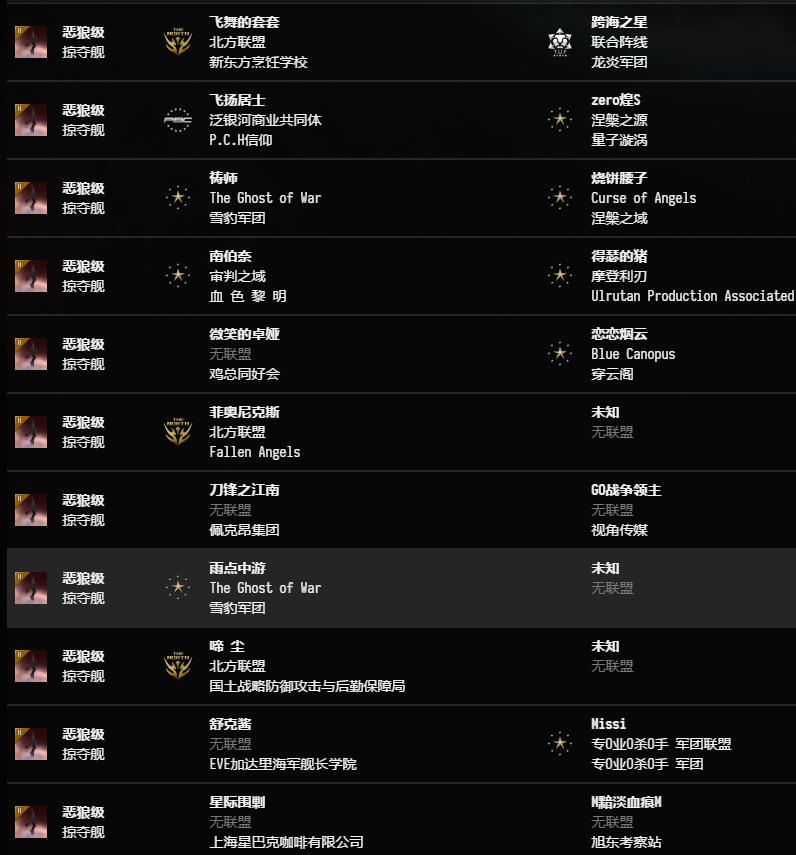 恶狼级
掠夺舰
THE NORTH
飞舞的套套
北方联盟
新东方烹饪学校
T.U.F
跨海之星
联合阵线
龙炎军团
恶狼级
掠夺舰
PBC
飞扬居士
泛银河商业共同体
P.C.H信仰
zero煌S
涅槃之源
量子漩涡
恶狼级
掠夺舰
祷师
The Ghost of War
雪豹军团
烧饼腰子
Curse of Angels
涅槃之域
恶狼级
掠夺舰
南伯奈
审判之域
血 色 黎 明
得瑟的猪
摩登利刃
Ulrutan Production Associated
恶狼级
掠夺舰
微笑的卓娅
无联盟
鸡总同好会
恋恋烟云
Blue Canopus
穿云阁
恶狼级
掠夺舰
THE NORTH
菲奥尼克斯
北方联盟
Fallen Angels
未知
无联盟
恶狼级
掠夺舰
刀锋之江南
无联盟
佩克昂集团
GO战争领主
无联盟
视角传媒
恶狼级
掠夺舰
雨点中游
The Ghost of War
雪豹军团
未知
无联盟
恶狼级
掠夺舰
THE NORTH
啼 尘
北方联盟
国土战略防御攻击与后勤保障局
未知
无联盟
恶狼级
掠夺舰
舒克酱
无联盟
EVE加达里海军舰长学院
Missi
专O业O杀O手 军团联盟
专O业O杀O手 军团
恶狼级
掠夺舰
星际围剿
无联盟
上海星巴克咖啡有限公司
M黯淡血痕M
无联盟
旭东考察站